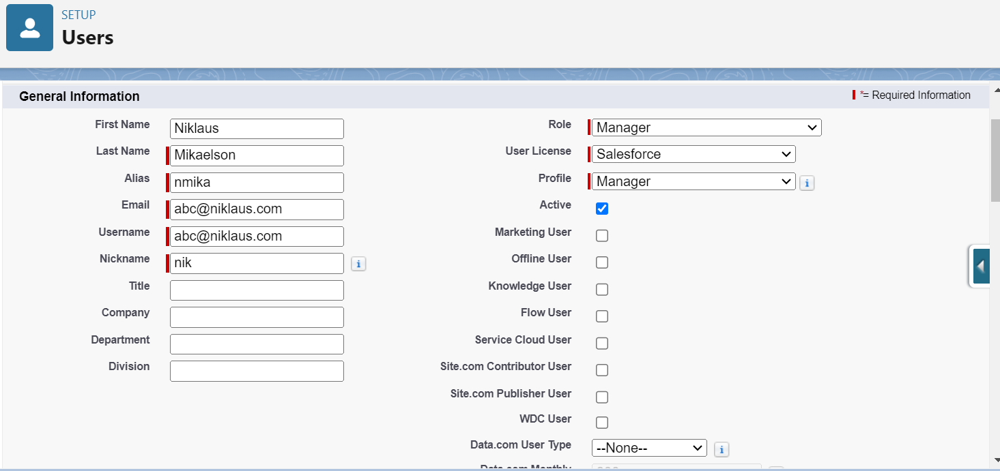 SETUP
Users
General Information
*= Required Information
First Name Niklaus
Role Manager
Last Name Mikaelson
User License Salesforce
Alias nmika
Profile Manager
Email abc@niklaus.com
Active
Username abc@niklaus.com
Marketing User
Nickname nik
Offline User
Title
Knowledge User
Company
Flow User
Department
Service Cloud User
Division
Site.com Contributor User
Site.com Publisher User
WDC User
Data.com User Type --None--
Data.com Monthly